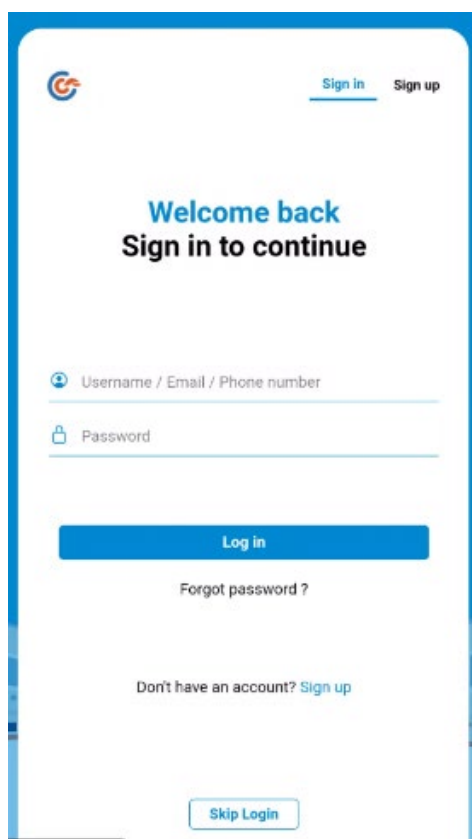 Sign in Sign up
Welcome back
Sign in to continue
Username / Email / Phone number
Password
Log in
Forgot password ?
Don't have an account? Sign up
Skip Login